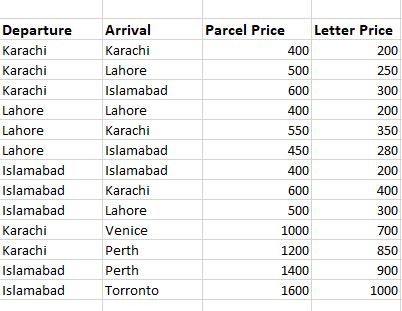 Departure Arrival Parcel Price Letter Price
Karachi Karachi 400 200
Karachi Lahore 500 250
Karachi Islamabad 600 300
Lahore Lahore 400 200
Lahore Karachi 550 350
Lahore Islamabad 450 280
Islamabad Islamabad 400 200
Islamabad Karachi 600 400
Islamabad Lahore 500 300
Karachi Venice 1000 700
Karachi Perth 1200 850
Islamabad Perth 1400 900
Islamabad Torronto 1600 1000